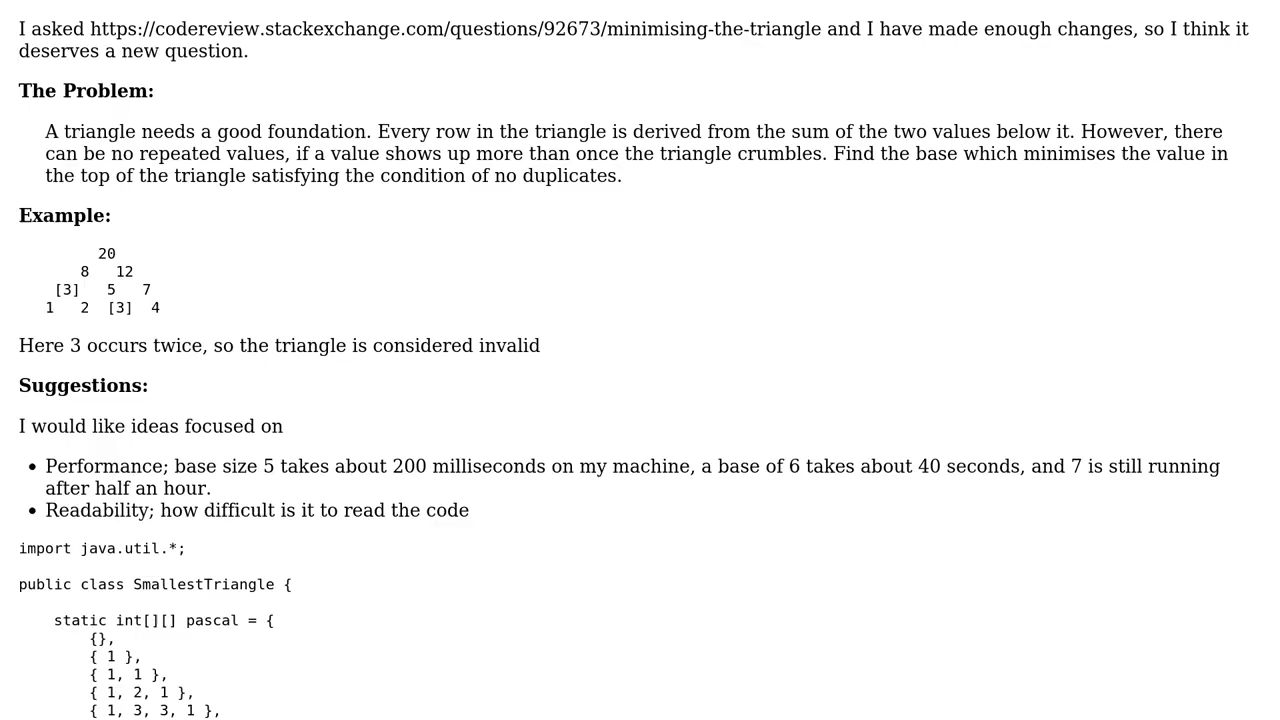 I asked https://codereview.stackexchange.com/questions/92673/minimising-the-triangle and I have made enough changes, so I think it
deserves a new question.
The Problem:
A triangle needs a good foundation. Every row in the triangle is derived from the sum of the two values below it. However, there
can be no repeated values, if a value shows up more than once the triangle crumbles. Find the base which minimises the value in
the top of the triangle satisfying the condition of no duplicates.
Example:
20
8 12
[3] 5 7
1 2 [3] 4
Here 3 occurs twice, so the triangle is considered invalid
Suggestions:
I would like ideas focused on
• Performance; base size 5 takes about 200 milliseconds on my machine, a base of 6 takes about 40 seconds, and 7 is still running
after half an hour.
• Readability; how difficult is it to read the code
import java.util.*;
public class SmallestTriangle {
static int[][] pascal = {
{},
{ 1 },
{ 1, 1 },
{ 1, 2, 1 },
{ 1, 3, 3, 1 },